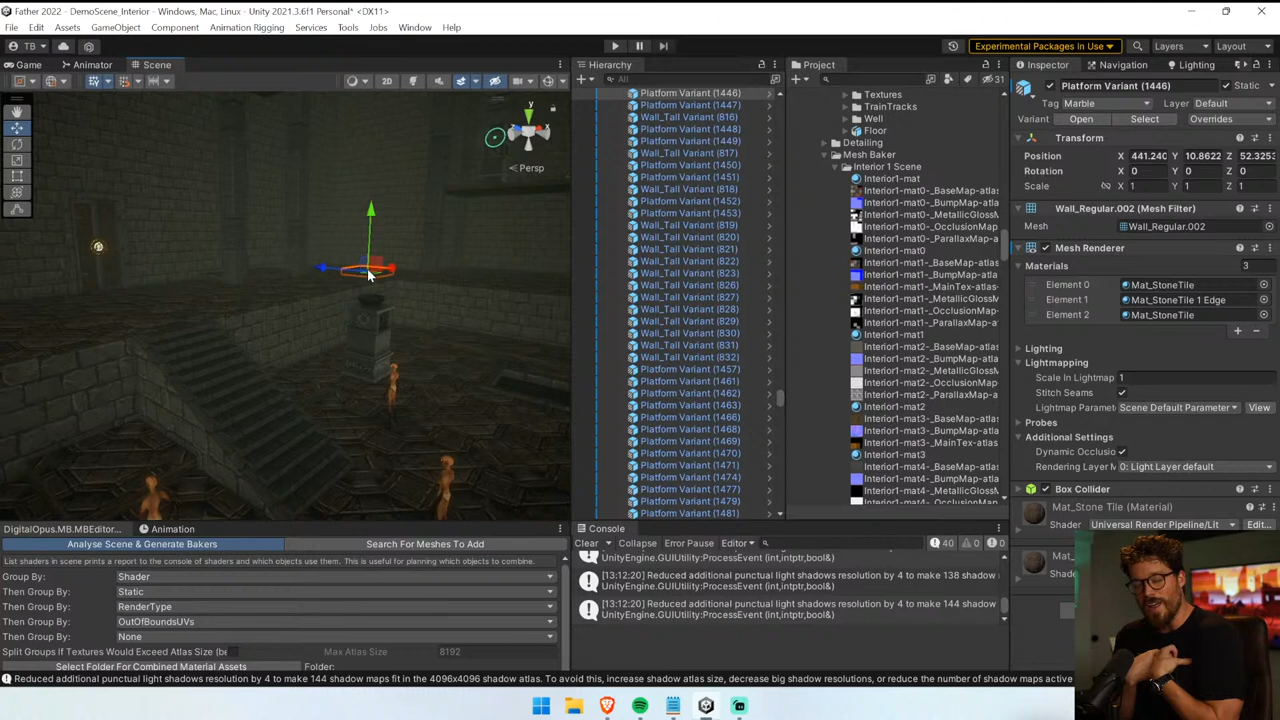 Father 2022 - DemoScene_Interior - Windows, Mac, Linux - Unity 2021.3.6f1 Personal* <DX11>
File Edit Assets GameObject Component Animation Rigging Services Tools Jobs Window Help
TB Experimental Packages In Use Layers Layout
Game Animator Scene
2D
y
Persp
Hierarchy
All
Platform Variant (1446)
Platform Variant (1447)
Wall_Tall Variant (816)
Platform Variant (1448)
Platform Variant (1449)
Wall_Tall Variant (817)
Platform Variant (1450)
Platform Variant (1451)
Wall_Tall Variant (818)
Platform Variant (1452)
Platform Variant (1453)
Wall_Tall Variant (819)
Wall_Tall Variant (820)
Wall_Tall Variant (821)
Wall_Tall Variant (822)
Wall_Tall Variant (823)
Wall_Tall Variant (826)
Wall_Tall Variant (827)
Wall_Tall Variant (828)
Wall_Tall Variant (829)
Wall_Tall Variant (830)
Wall_Tall Variant (831)
Wall_Tall Variant (832)
Platform Variant (1457)
Platform Variant (1461)
Platform Variant (1462)
Platform Variant (1463)
Platform Variant (1466)
Platform Variant (1468)
Platform Variant (1469)
Platform Variant (1470)
Platform Variant (1471)
Platform Variant (1474)
Platform Variant (1477)
Platform Variant (1479)
Platform Variant (1481)
Project
31
Textures
TrainTracks
Well
Floor
Detailing
Mesh Baker
Interior 1 Scene
Interior1-mat
Interior1-mat0-_BaseMap-atlas
Interior1-mat0-_BumpMap-atla
Interior1-mat0-_MetallicGlossM
Interior1-mat0-_OcclusionMap-
Interior1-mat0-_ParallaxMap-a
Interior1-mat0
Interior1-mat1-_BaseMap-atlas
Interior1-mat1-_BumpMap-atla
Interior1-mat1-_MainTex-atlas
Interior1-mat1-_MetallicGlossM
Interior1-mat1-_OcclusionMap-
Interior1-mat1-_ParallaxMap-a
Interior1-mat1
Interior1-mat2-_BaseMap-atlas
Interior1-mat2-_BumpMap-atla
Interior1-mat2-_MetallicGlossM
Interior1-mat2-_OcclusionMap-
Interior1-mat2-_ParallaxMap-a
Interior1-mat2
Interior1-mat3-_BaseMap-atlas
Interior1-mat3-_BumpMap-atla
Interior1-mat3-_MainTex-atlas
Interior1-mat3
Interior1-mat4-_BaseMap-atlas
Interior1-mat4-_BumpMap-atla
Interior1-mat4-_MetallicGlossM
Interior1-mat4-_OcclusionMap-
Inspector Navigation Lighting
Platform Variant (1446) Static
Tag Marble Layer Default
Variant Open Select Overrides
Transform
Position X 441.240 Y 10.8622 Z 52.3253
Rotation X 0 Y 0 Z 0
Scale X 1 Y 1 Z 1
Wall_Regular.002 (Mesh Filter)
Mesh Wall_Regular.002
Mesh Renderer
Materials 3
Element 0 Mat_StoneTile
Element 1 Mat_StoneTile 1 Edge
Element 2 Mat_StoneTile
Lighting
Lightmapping
Scale In Lightmap 1
Stitch Seams
Lightmap Paramete Scene Default Parameter View
Probes
Additional Settings
Dynamic Occlusio
Rendering Layer M 0: Light Layer default
Box Collider
Mat_Stone Tile (Material)
Shader Universal Render Pipeline/Lit Edit...
DigitalOpus.MB.MBEditor... Animation
Analyse Scene & Generate Bakers Search For Meshes To Add
List shaders in scene prints a report to the console of shaders and which objects use them. This is useful for planning which objects to combine.
Group By: Shader
Then Group By: Static
Then Group By: RenderType
Then Group By: OutOfBoundsUVs
Then Group By: None
Split Groups If Textures Would Exceed Atlas Size (be Max Atlas Size 8192
Select Folder For Combined Material Assets Folder:
Console
Clear Collapse Error Pause Editor 40 0 0
UnityEngine.GUIUtility:ProcessEvent (int,intptr,bool&)
[13:12:20] Reduced additional punctual light shadows resolution by 4 to make 138 shadow
UnityEngine.GUIUtility:ProcessEvent (int,intptr,bool&)
[13:12:20] Reduced additional punctual light shadows resolution by 4 to make 144 shadow
UnityEngine.GUIUtility:ProcessEvent (int,intptr,bool&)
Reduced additional punctual light shadows resolution by 4 to make 144 shadow maps fit in the 4096x4096 shadow atlas. To avoid this, increase shadow atlas size, decrease big shadow resolutions, or reduce the number of shadow maps active